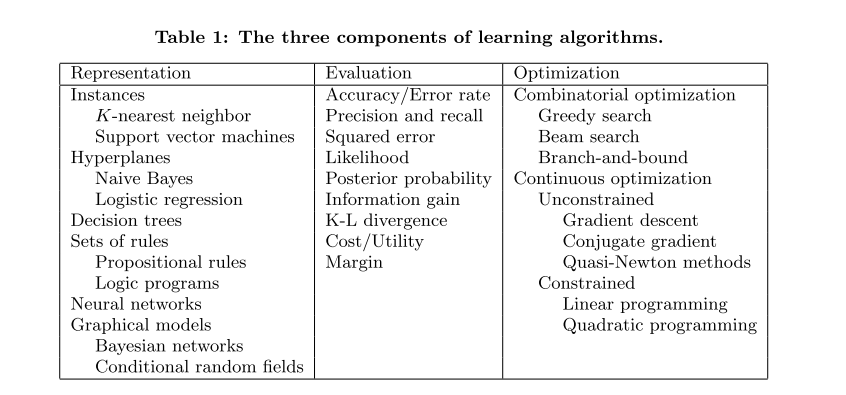 Table 1: The three components of learning algorithms.
Representation Evaluation Optimization
Instances Accuracy/Error rate Combinatorial optimization
K-nearest neighbor Precision and recall Greedy search
Support vector machines Squared error Beam search
Hyperplanes Likelihood Branch-and-bound
Naive Bayes Posterior probability Continuous optimization
Logistic regression Information gain Unconstrained
Decision trees K-L divergence Gradient descent
Sets of rules Cost/Utility Conjugate gradient
Propositional rules Margin Quasi-Newton methods
Logic programs Constrained
Neural networks Linear programming
Graphical models Quadratic programming
Bayesian networks
Conditional random fields